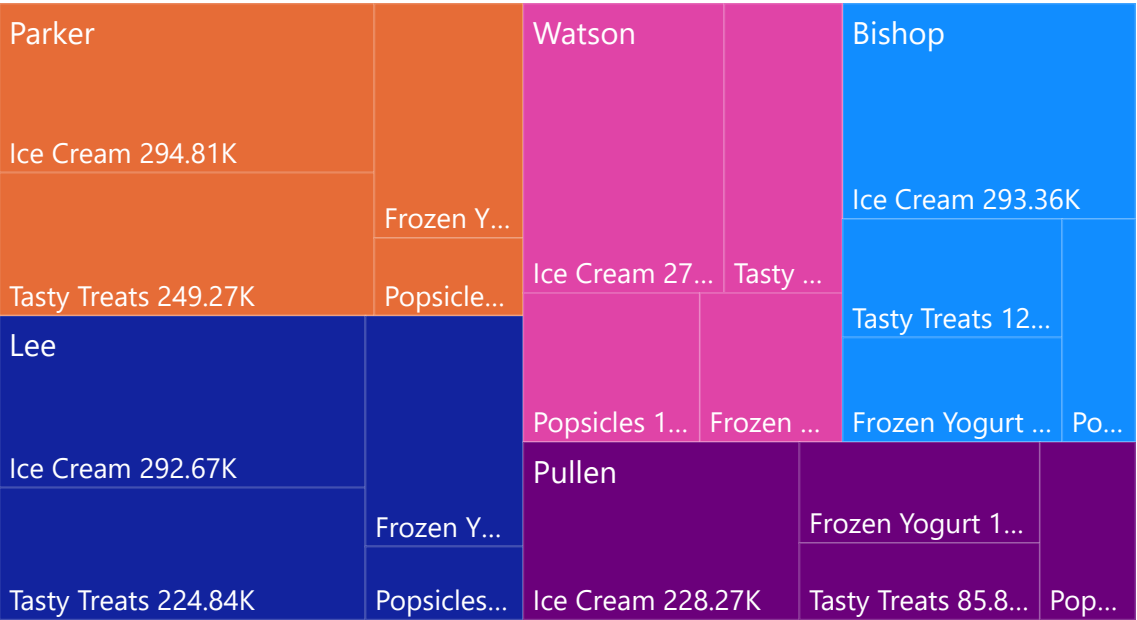 Parker
Ice Cream 294.81K
Tasty Treats 249.27K
Frozen Y...
Popsicle...
Lee
Ice Cream 292.67K
Tasty Treats 224.84K
Frozen Y...
Popsicles...
Watson
Ice Cream 27...
Tasty ...
Popsicles 1...
Frozen ...
Bishop
Ice Cream 293.36K
Tasty Treats 12...
Frozen Yogurt ...
Po...
Pullen
Ice Cream 228.27K
Frozen Yogurt 1...
Tasty Treats 85.8...
Pop...